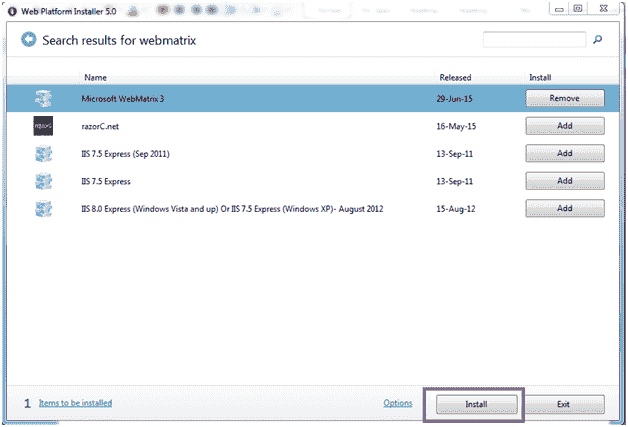 Web Platform Installer 5.0
Search results for webmatrix
Name Released Install
Microsoft WebMatrix 3 29-Jun-15 Remove
razorC
razorC.net 16-May-15 Add
IIS 7.5 Express (Sep 2011) 13-Sep-11 Add
IIS 7.5 Express 13-Sep-11 Add
IIS 8.0 Express (Windows Vista and up) Or IIS 7.5 Express (Windows XP)- August 2012 15-Aug-12 Add
1 Items to be installed Options Install Exit